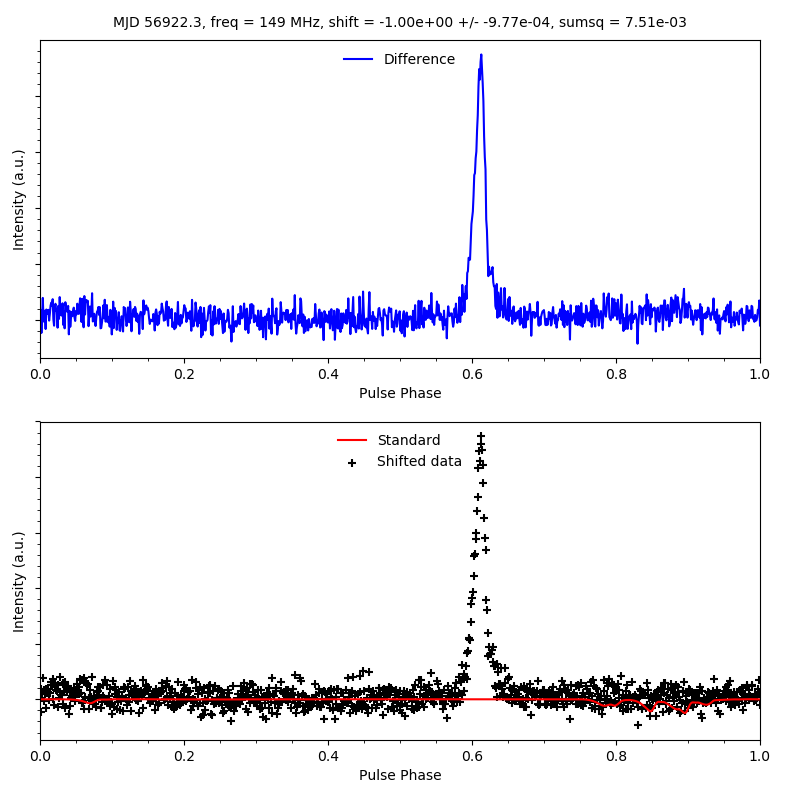 MJD 56922.3, freq = 149 MHz, shift = -1.00e+00 +/- -9.77e-04, sumsq = 7.51e-03
Difference
Intensity (a.u.)
0.0 0.2 0.4 0.6 0.8 1.0
Pulse Phase
Standard
Shifted data
Intensity (a.u.)
0.0 0.2 0.4 0.6 0.8 1.0
Pulse Phase